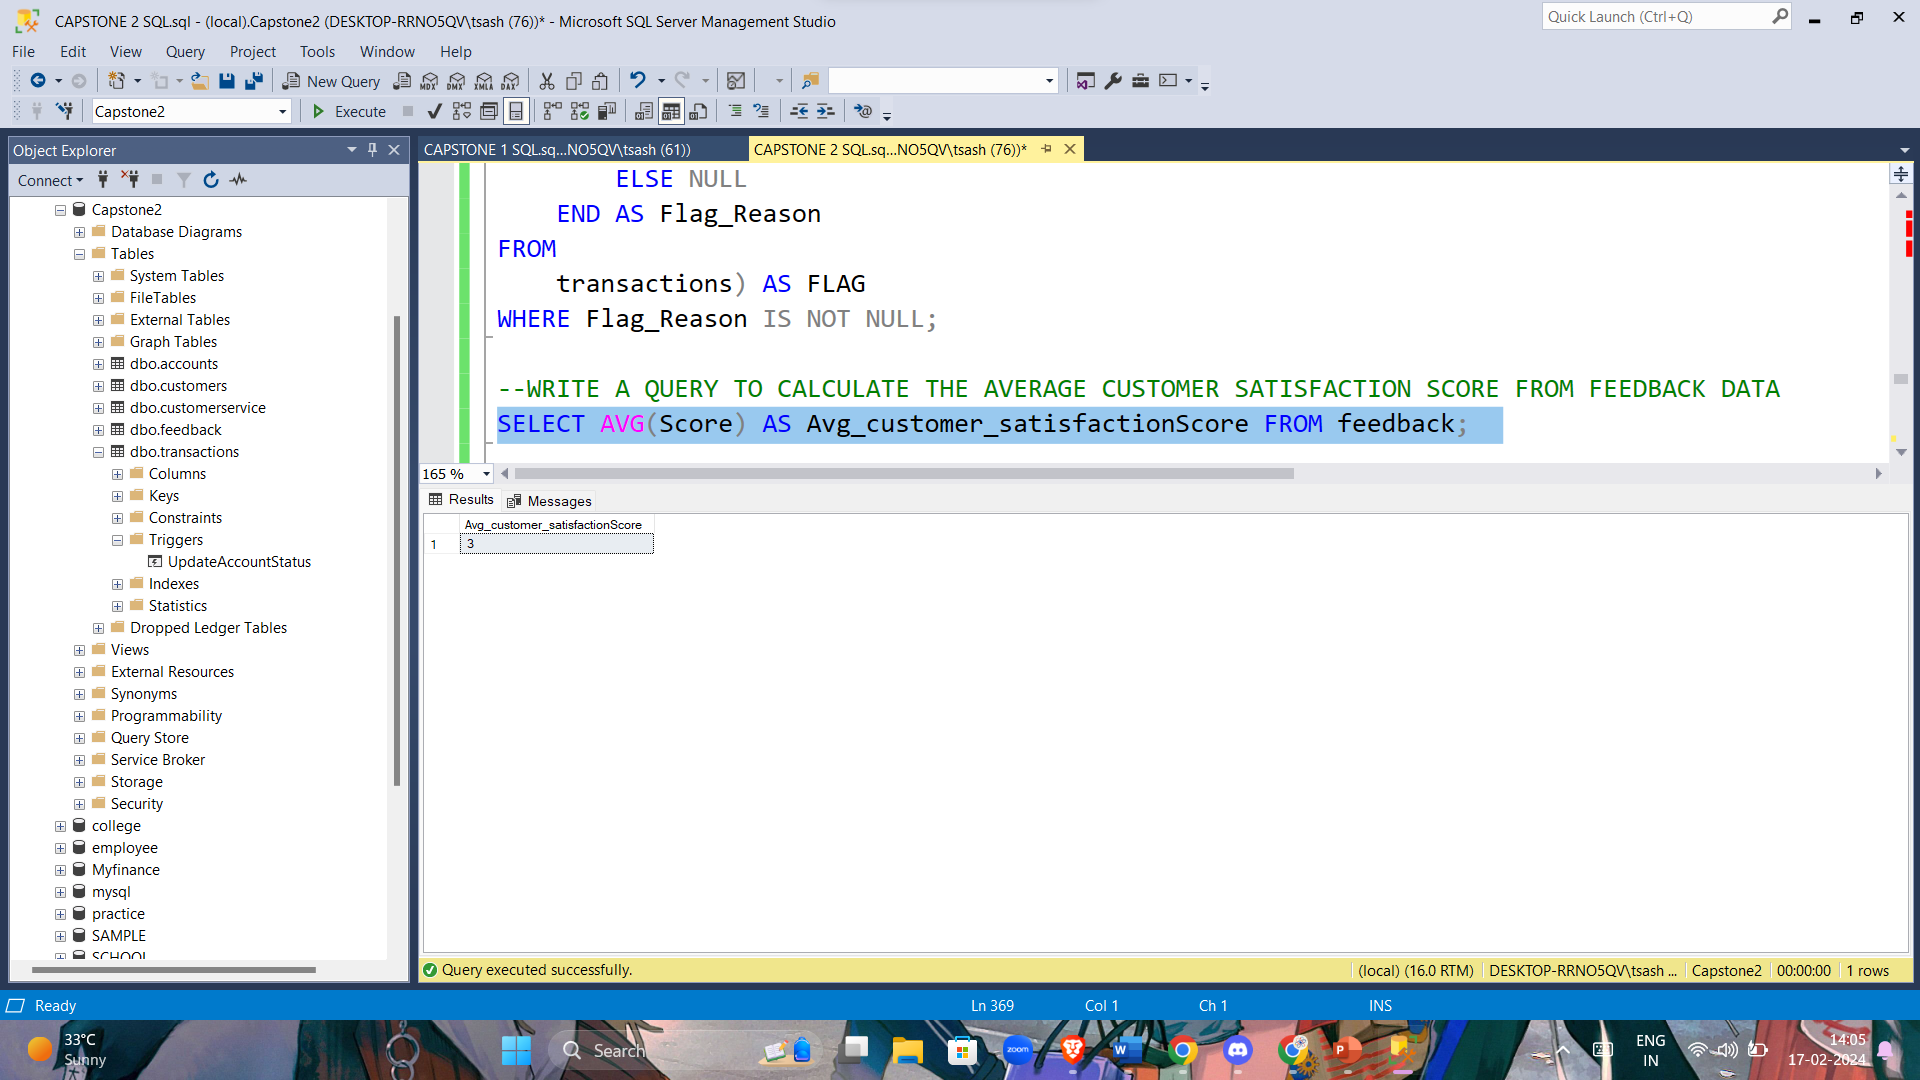 CAPSTONE 2 SQL.sql - (local).Capstone2 (DESKTOP-RRNO5QV\tsash (76))* - Microsoft SQL Server Management Studio
Quick Launch (Ctrl+Q)
File Edit View Query Project Tools Window Help
New Query MDX DMX XMLA DAX
Capstone2 Execute
Object Explorer
Connect
Capstone2
Database Diagrams
Tables
System Tables
FileTables
External Tables
Graph Tables
dbo.accounts
dbo.customers
dbo.customerservice
dbo.feedback
dbo.transactions
Columns
Keys
Constraints
Triggers
UpdateAccountStatus
Indexes
Statistics
Dropped Ledger Tables
Views
External Resources
Synonyms
Programmability
Query Store
Service Broker
Storage
Security
college
employee
Myfinance
mysql
practice
SAMPLE
SCHOOL
CAPSTONE 1 SQL.sq...NO5QV\tsash (61))
CAPSTONE 2 SQL.sq...NO5QV\tsash (76))*
ELSE NULL
END AS Flag_Reason
FROM
transactions) AS FLAG
WHERE Flag_Reason IS NOT NULL;
--WRITE A QUERY TO CALCULATE THE AVERAGE CUSTOMER SATISFACTION SCORE FROM FEEDBACK DATA
SELECT AVG(Score) AS Avg_customer_satisfactionScore FROM feedback;
165 %
Results Messages
Avg_customer_satisfactionScore
1 3
Query executed successfully.
(local) (16.0 RTM) DESKTOP-RRNO5QV\tsash ... Capstone2 00:00:00 1 rows
Ready Ln 369 Col 1 Ch 1 INS
33°C
Sunny
Search
zoom
W
P
ENG
IN
14:05
17-02-2024